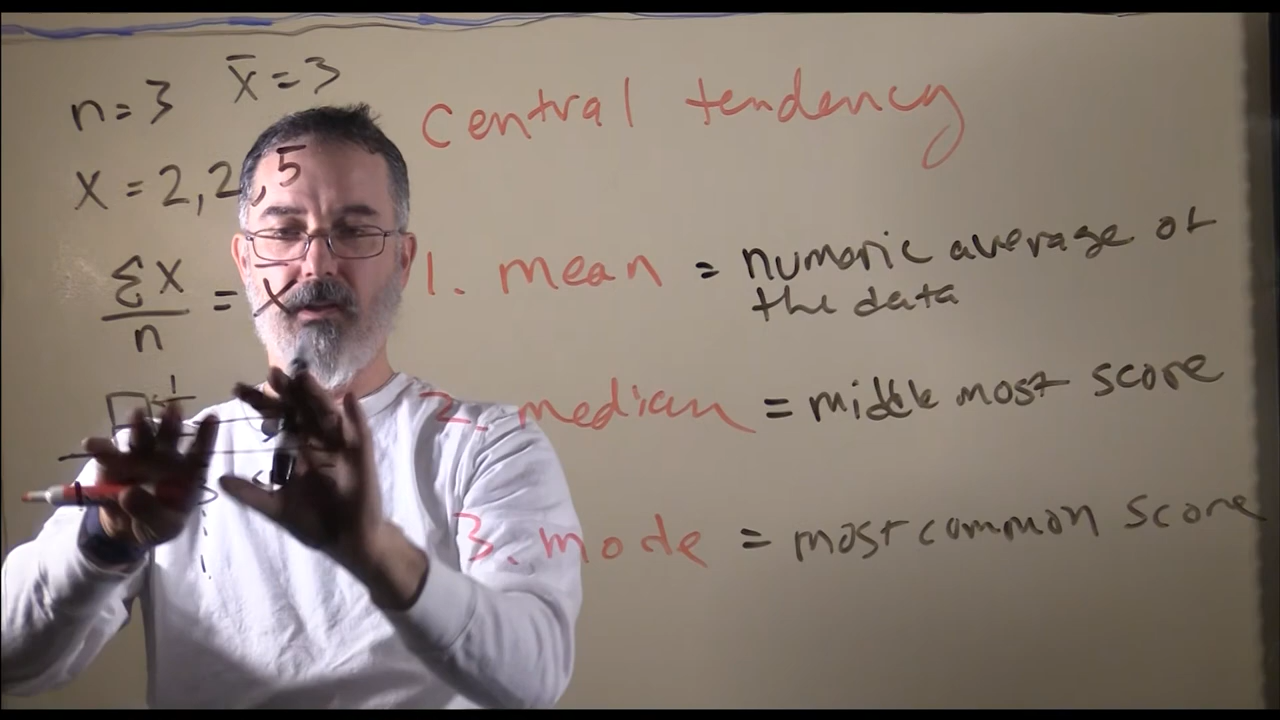 n = 3 x̄ = 3
x = 2, 2, 5
Σx
n
= x̄
central tendency
1. mean = numeric average of
the data
2. median = middle most score
3. mode = most common score